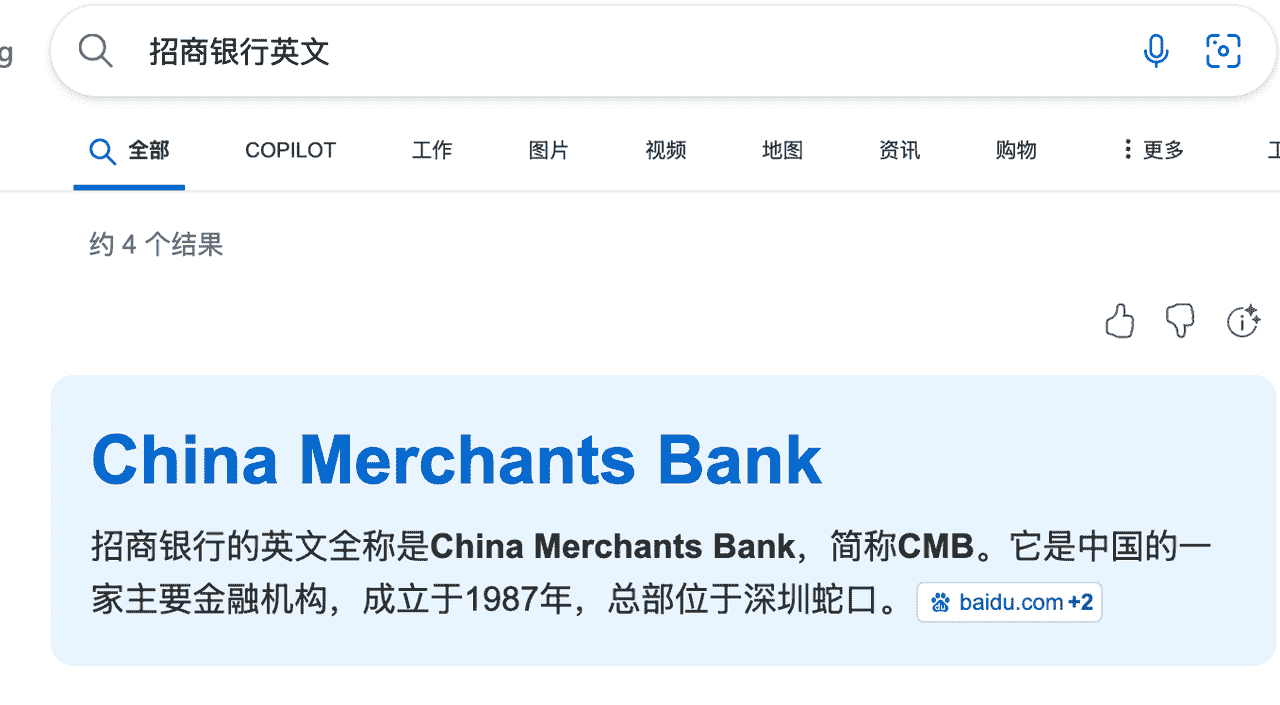 g
招商银行英文
全部 COPILOT 工作 图片 视频 地图 资讯 购物 更多
约 4 个结果
China Merchants Bank
招商银行的英文全称是China Merchants Bank，简称CMB。它是中国的一
家主要金融机构，成立于1987年，总部位于深圳蛇口。 baidu.com +2